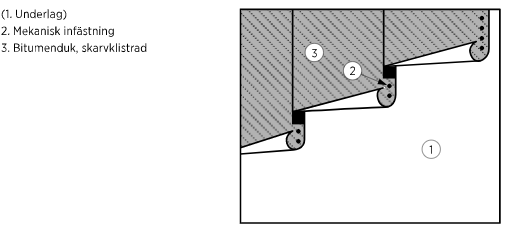 (1. Underlag)
2. Mekanisk infästning
3. Bitumenduk, skarvklistrad
3
2
1